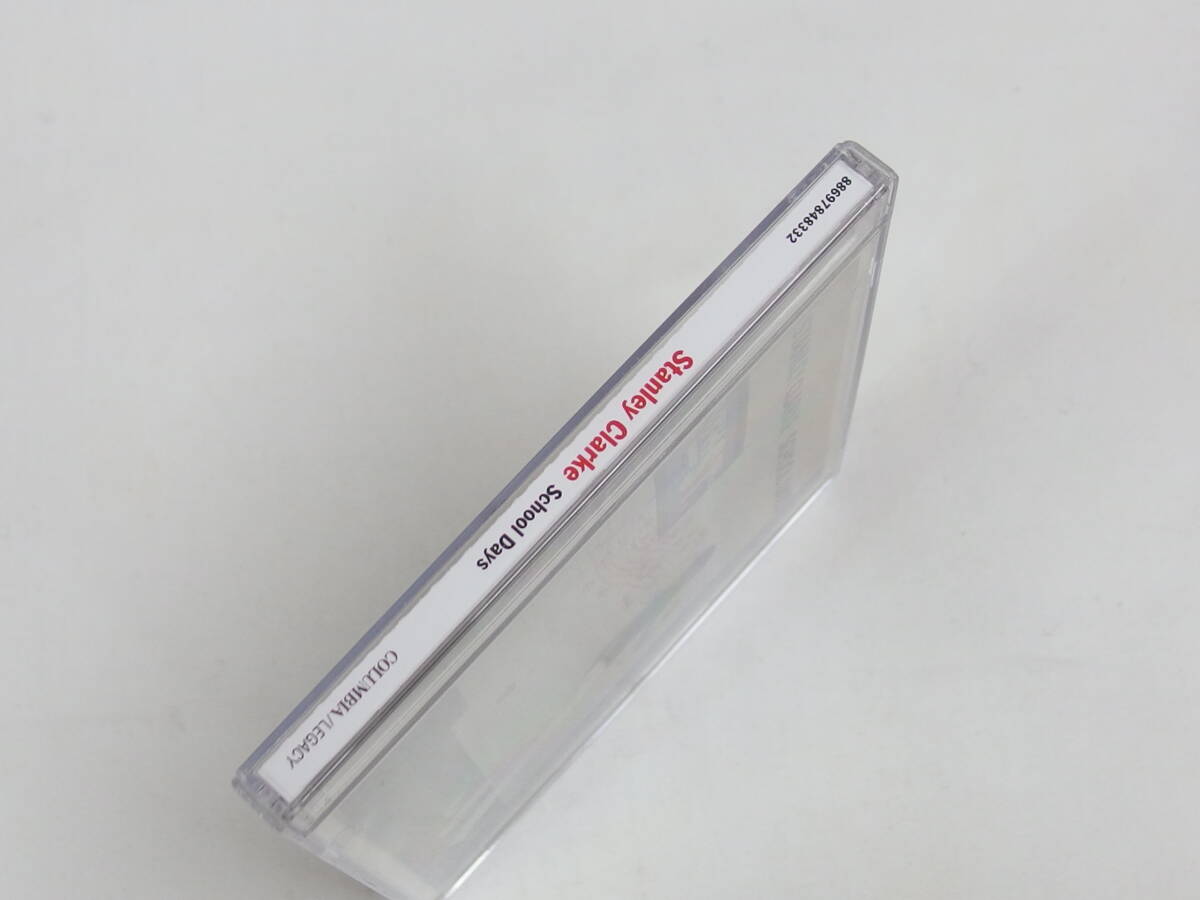 88697848332
Stanley Clarke School Days
COLUMBIA/LEGACY